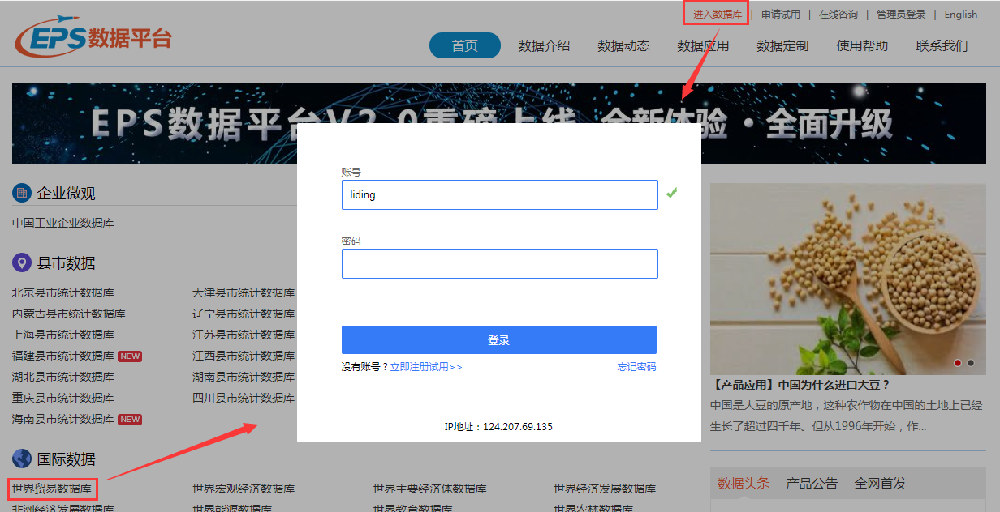 进入数据库 | 申请试用 | 在线咨询 | 管理员登录 | English
EPS数据平台
首页 数据介绍 数据动态 数据应用 数据定制 使用帮助 联系我们
EPS数据平台V2.0重磅上线 全新体验·全面升级
账号
liding
密码
登录
没有账号？立即注册试用>> 忘记密码
IP地址：124.207.69.135
企业微观
中国工业企业数据库
县市数据
北京县市统计数据库 天津县市统计数据库
内蒙古县市统计数据库 辽宁县市统计数据库
上海县市统计数据库 江苏县市统计数据库
福建县市统计数据库 NEW 江西县市统计数据库
湖北县市统计数据库 湖南县市统计数据库
重庆县市统计数据库 四川县市统计数据库
海南县市统计数据库 NEW
国际数据
世界贸易数据库 世界宏观经济数据库 世界主要经济体数据库 世界经济发展数据库
非洲经济发展数据库 世界能源数据库 世界教育数据库 世界农林数据库
【产品应用】中国为什么进口大豆？
中国是大豆的原产地，这种农作物在中国的土地上已经
生长了超过四千年。但从1996年开始，作...
数据头条 产品公告 全网首发